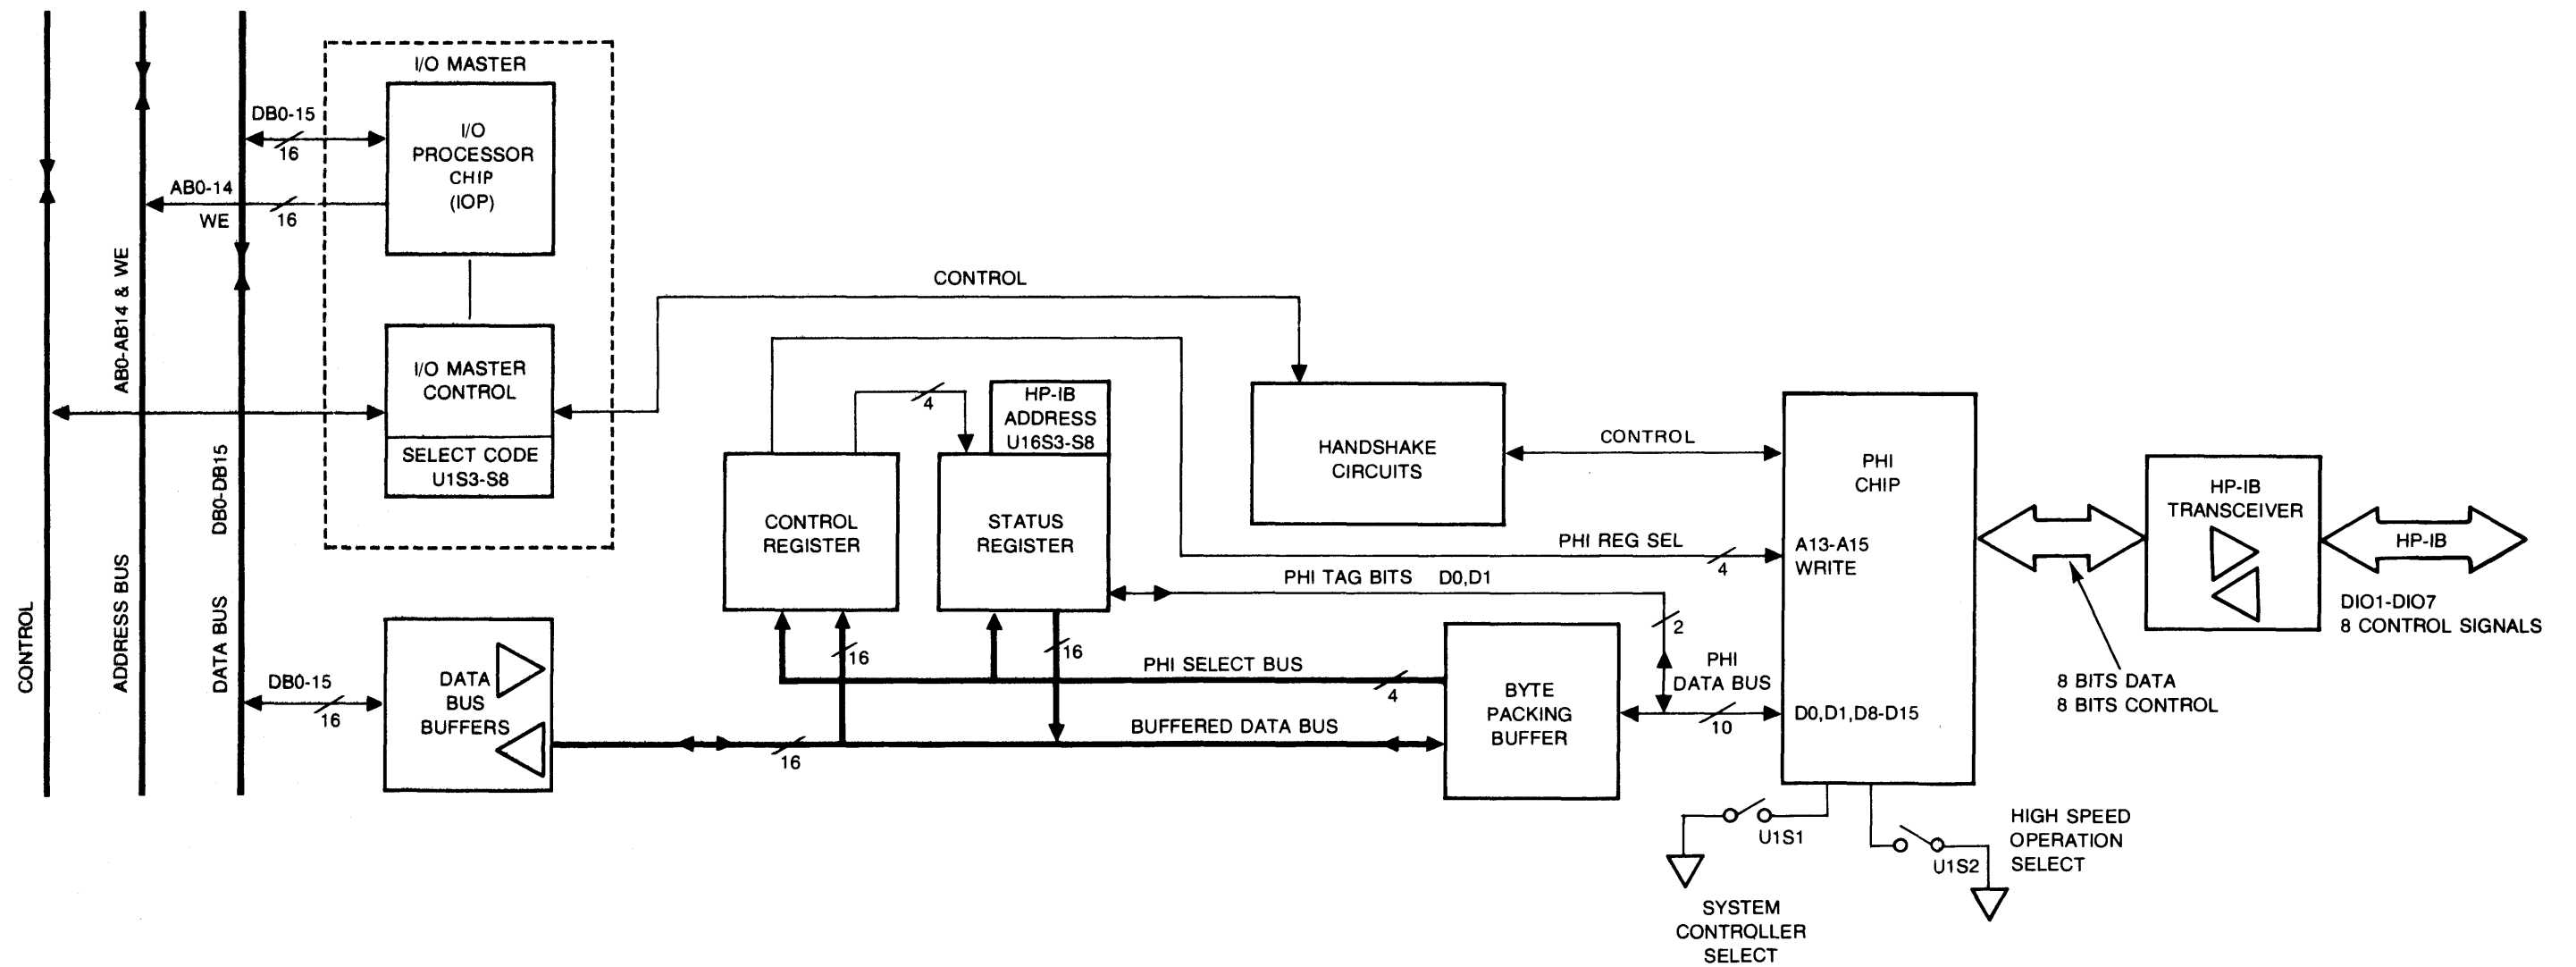 CONTROL
ADDRESS BUS
AB0-AB14 & WE
DATA BUS
DB0-DB15
I/O MASTER
DB0-15
16
I/O
PROCESSOR
CHIP
(IOP)
AB0-14
WE
16
I/O MASTER
CONTROL
SELECT CODE
U1S3-S8
DB0-15
16
DATA
BUS
BUFFERS
CONTROL
4
HP-IB
ADDRESS
U16S3-S8
CONTROL
REGISTER
STATUS
REGISTER
16
16
16
HANDSHAKE
CIRCUITS
CONTROL
PHI REG SEL
4
PHI TAG BITS D0,D1
2
PHI SELECT BUS
4
BUFFERED DATA BUS
BYTE
PACKING
BUFFER
PHI
DATA BUS
10
PHI
CHIP
A13-A15
WRITE
D0,D1,D8-D15
U1S1
SYSTEM
CONTROLLER
SELECT
U1S2
HIGH SPEED
OPERATION
SELECT
8 BITS DATA
8 BITS CONTROL
HP-IB
TRANSCEIVER
HP-IB
DIO1-DIO7
8 CONTROL SIGNALS